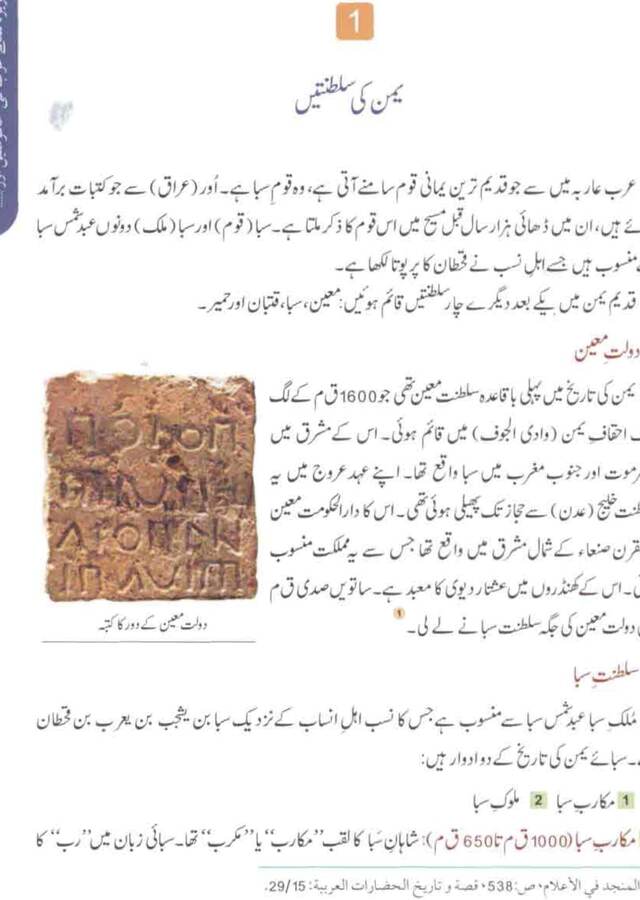 1
یمن کی سلطنتیں
عرب عاربہ میں سے جو قدیم ترین یمانی قوم سامنے آتی ہے، وہ قوم سبا ہے۔ اُور (عراق) سے جو کتبات برآمد
ئے ہیں، ان میں ڈھائی ہزار سال قبل مسیح میں اس قوم کا ذکر ملتا ہے۔ سبا (قوم) اور سبا (ملک) دونوں عبدشمس سبا
منسوب ہیں جسے اہل نسب نے قحطان کا پر پوتا لکھا ہے۔
قدیم یمن میں یکے بعد دیگرے چار سلطنتیں قائم ہوئیں: معین، سبا، قتبان اور حمیر۔
دولتِ معین
یمن کی تاریخ میں پہلی باقاعدہ سلطنت معین تھی جو 1600 ق م کے لگ
احقافِ یمن (وادی الجوف) میں قائم ہوئی۔ اس کے مشرق میں
رموت اور جنوب مغرب میں سبا واقع تھا۔ اپنے عہد عروج میں یہ
طنت خلیج (عدن) سے حجاز تک پھیلی ہوئی تھی۔ اس کا دارالحکومت معین
قرن صنعاء کے شمال مشرق میں واقع تھا جس سے یہ مملکت منسوب
۔ اس کے کھنڈروں میں عشتار دیوی کا معبد ہے۔ ساتویں صدی ق م
دولت معین کی جگہ سلطنت سبا نے لے لی۔ 1
دولت معین کے دور کا کتبہ
سلطنتِ سبا
مُلک سبا عبدشمس سبا سے منسوب ہے جس کا نسب اہل انساب کے نزدیک سبا بن یشجب بن یعرب بن قحطان
۔ سبائے یمن کی تاریخ کے دو ادوار ہیں:
1 مکاربِ سبا 2 ملوکِ سبا
مکاربِ سبا (1000 ق م تا 650 ق م): شاہانِ سَبا کا لقب ”مکارب“ یا ”مکرب“ تھا۔ سبائی زبان میں ”رب“ کا
المنجد في الأعلام، ص: 538، قصة و تاريخ الحضارات العربية: 29/15.